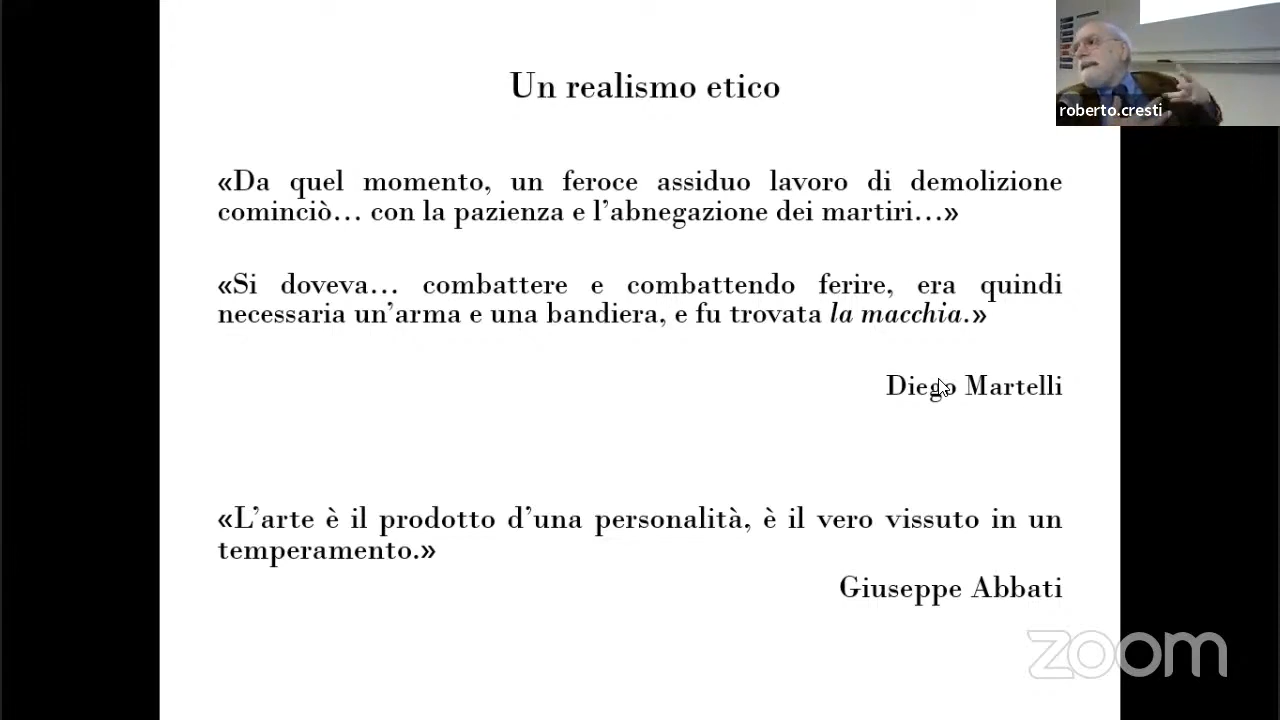 Un realismo etico
roberto.cresti
«Da quel momento, un feroce assiduo lavoro di demolizione
cominciò… con la pazienza e l’abnegazione dei martiri…»
«Si doveva… combattere e combattendo ferire, era quindi
necessaria un’arma e una bandiera, e fu trovata la macchia.»
Diego Martelli
«L’arte è il prodotto d’una personalità, è il vero vissuto in un
temperamento.»
Giuseppe Abbati
zoom